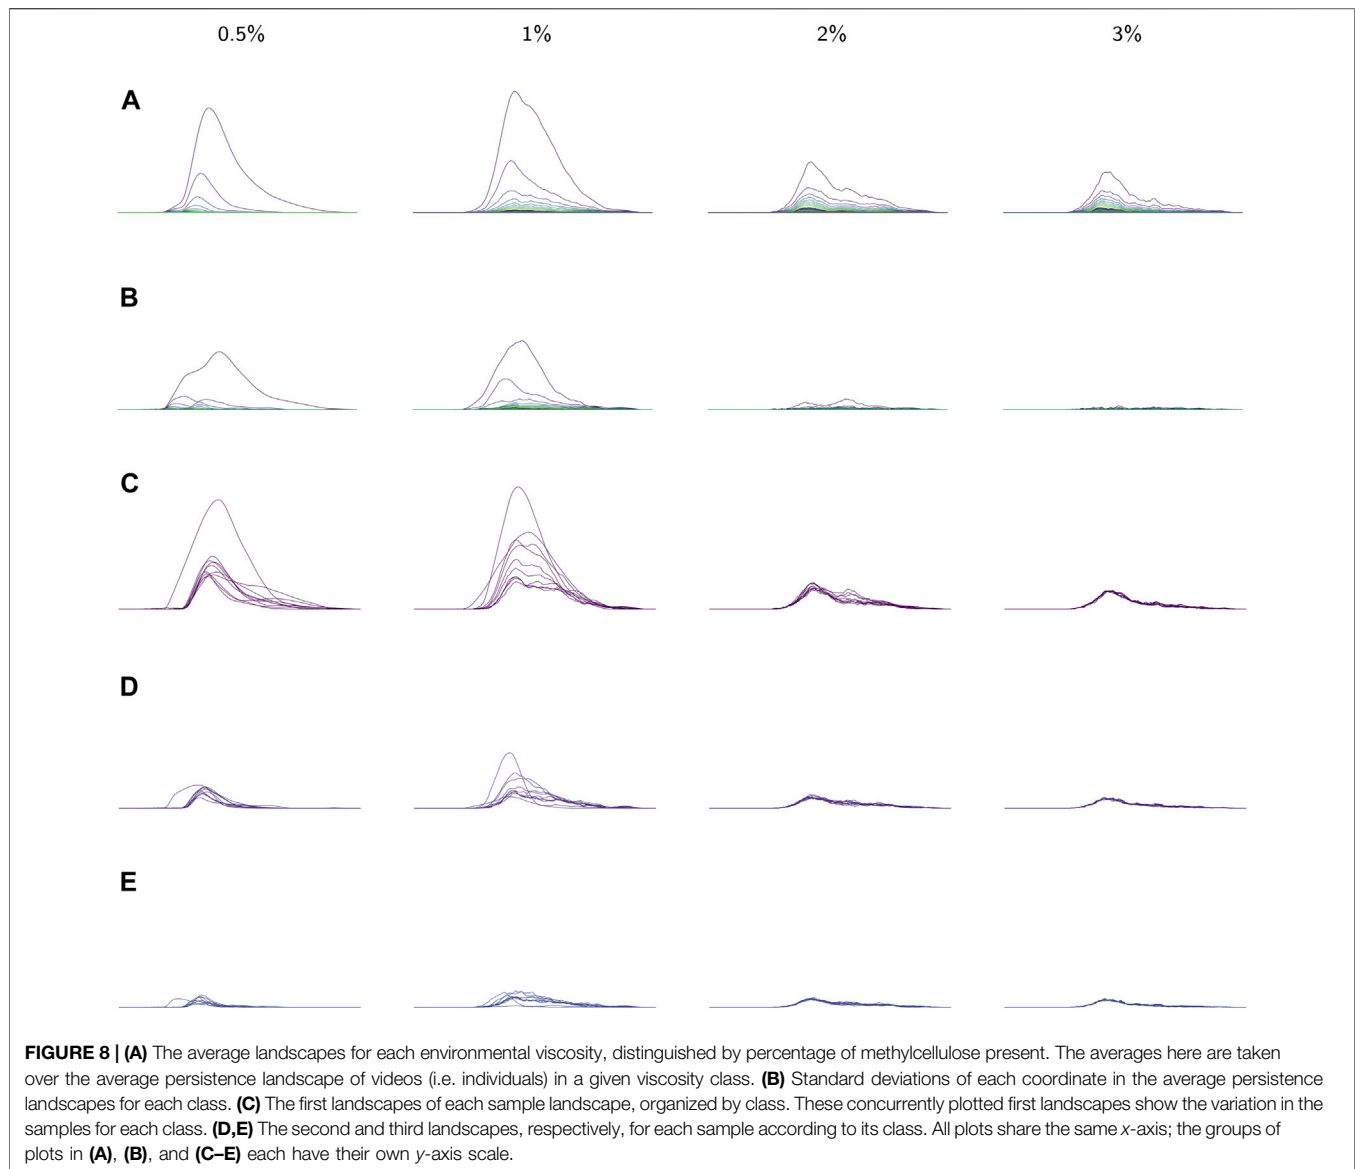 0.5% 1% 2% 3%
A
B
C
D
E
FIGURE 8 | (A) The average landscapes for each environmental viscosity, distinguished by percentage of methylcellulose present. The averages here are taken
over the average persistence landscape of videos (i.e. individuals) in a given viscosity class. (B) Standard deviations of each coordinate in the average persistence
landscapes for each class. (C) The first landscapes of each sample landscape, organized by class. These concurrently plotted first landscapes show the variation in the
samples for each class. (D,E) The second and third landscapes, respectively, for each sample according to its class. All plots share the same x-axis; the groups of
plots in (A), (B), and (C–E) each have their own y-axis scale.